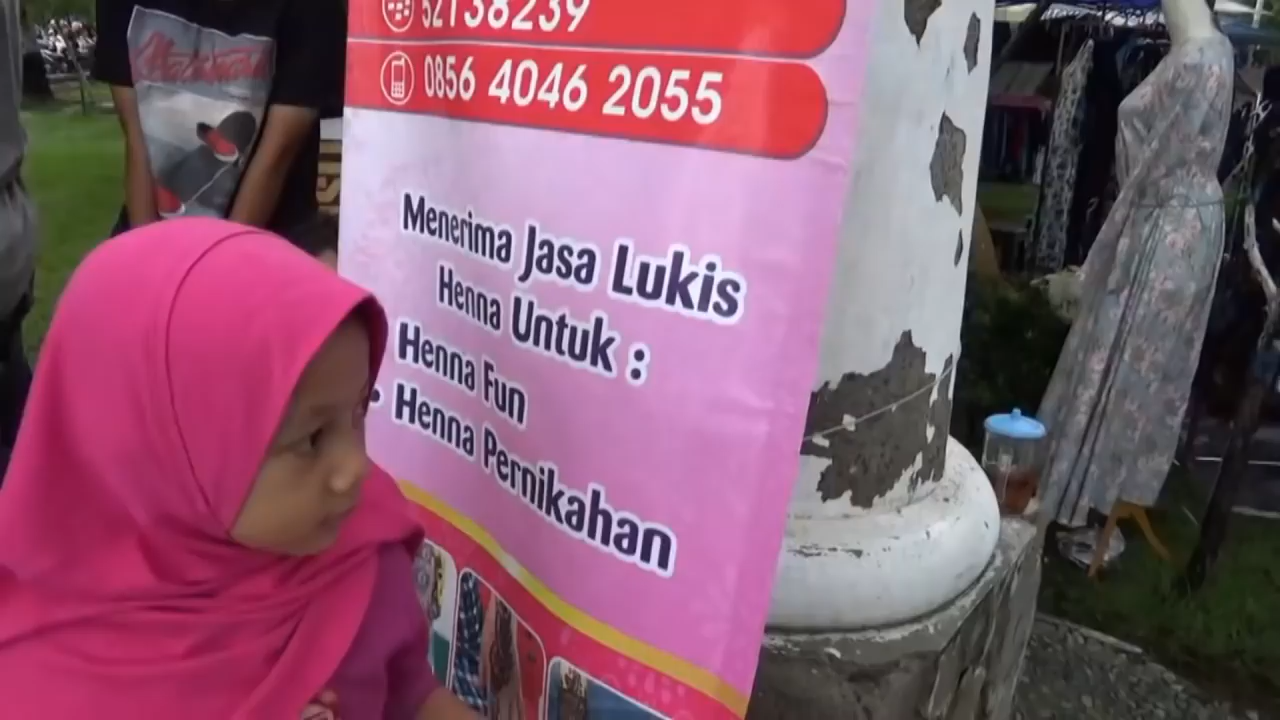 52138239
0856 4046 2055
Menerima Jasa Lukis
Henna Untuk :
Henna Fun
• Henna Pernikahan